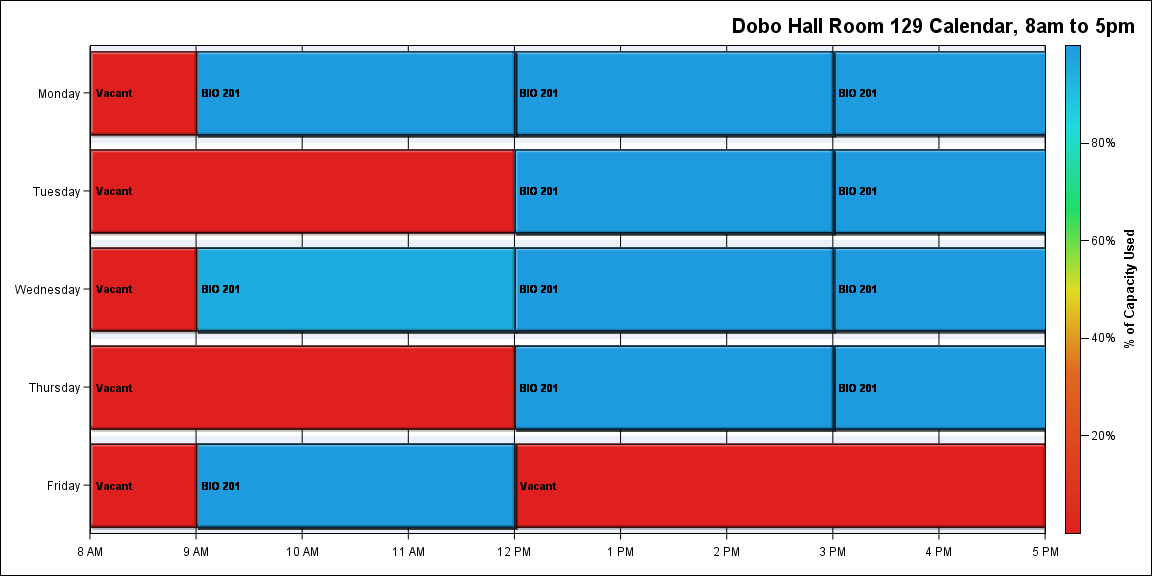 Dobo Hall Room 129 Calendar, 8am to 5pm
Monday
Vacant
BIO 201
BIO 201
BIO 201
Tuesday
Vacant
BIO 201
BIO 201
Wednesday
Vacant
BIO 201
BIO 201
BIO 201
Thursday
Vacant
BIO 201
BIO 201
Friday
Vacant
BIO 201
Vacant
8 AM
9 AM
10 AM
11 AM
12 PM
1 PM
2 PM
3 PM
4 PM
5 PM
80%
60%
40%
20%
% of Capacity Used